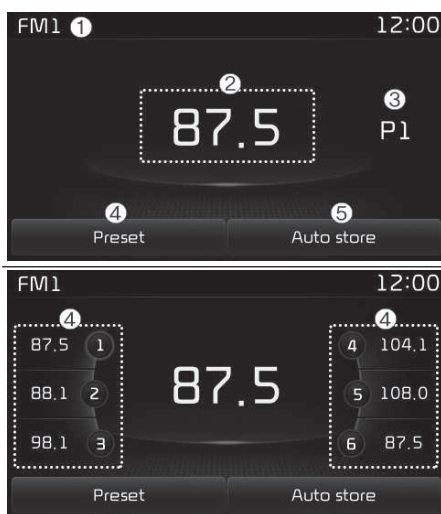 FM1 ① 12:00
②
87.5
③
P1
④ ⑤
Preset Auto store
FM1 12:00
④ ④
87.5 1 4 104.1
88.1 2 87.5 5 108.0
98.1 3 6 87.5
Preset Auto store